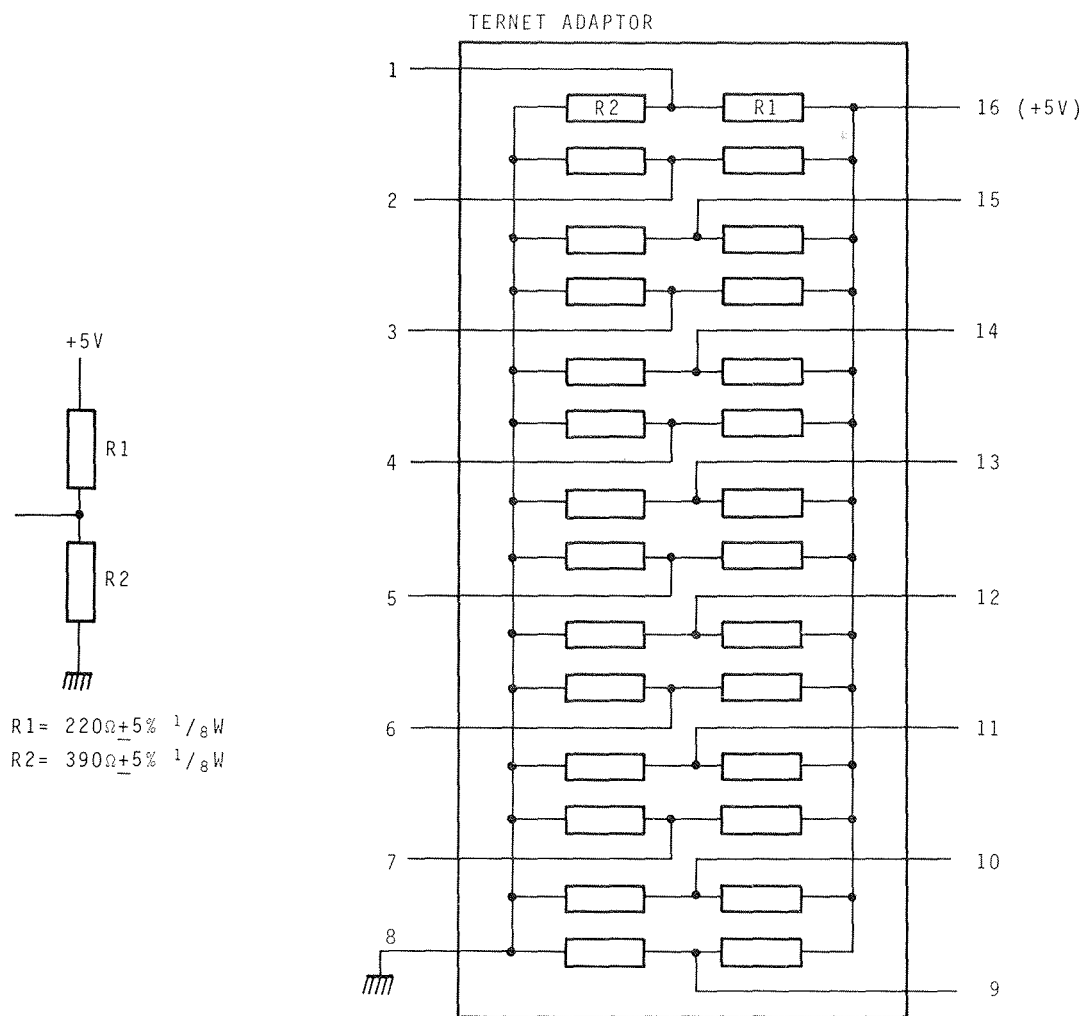 TERNET ADAPTOR
1
R2
R1
16 (+5V)
2
15
3
14
+5V
R1
4
13
R2
5
12
6
11
R1= 220Ω±5% 1/8W
R2= 390Ω±5% 1/8W
7
10
8
9